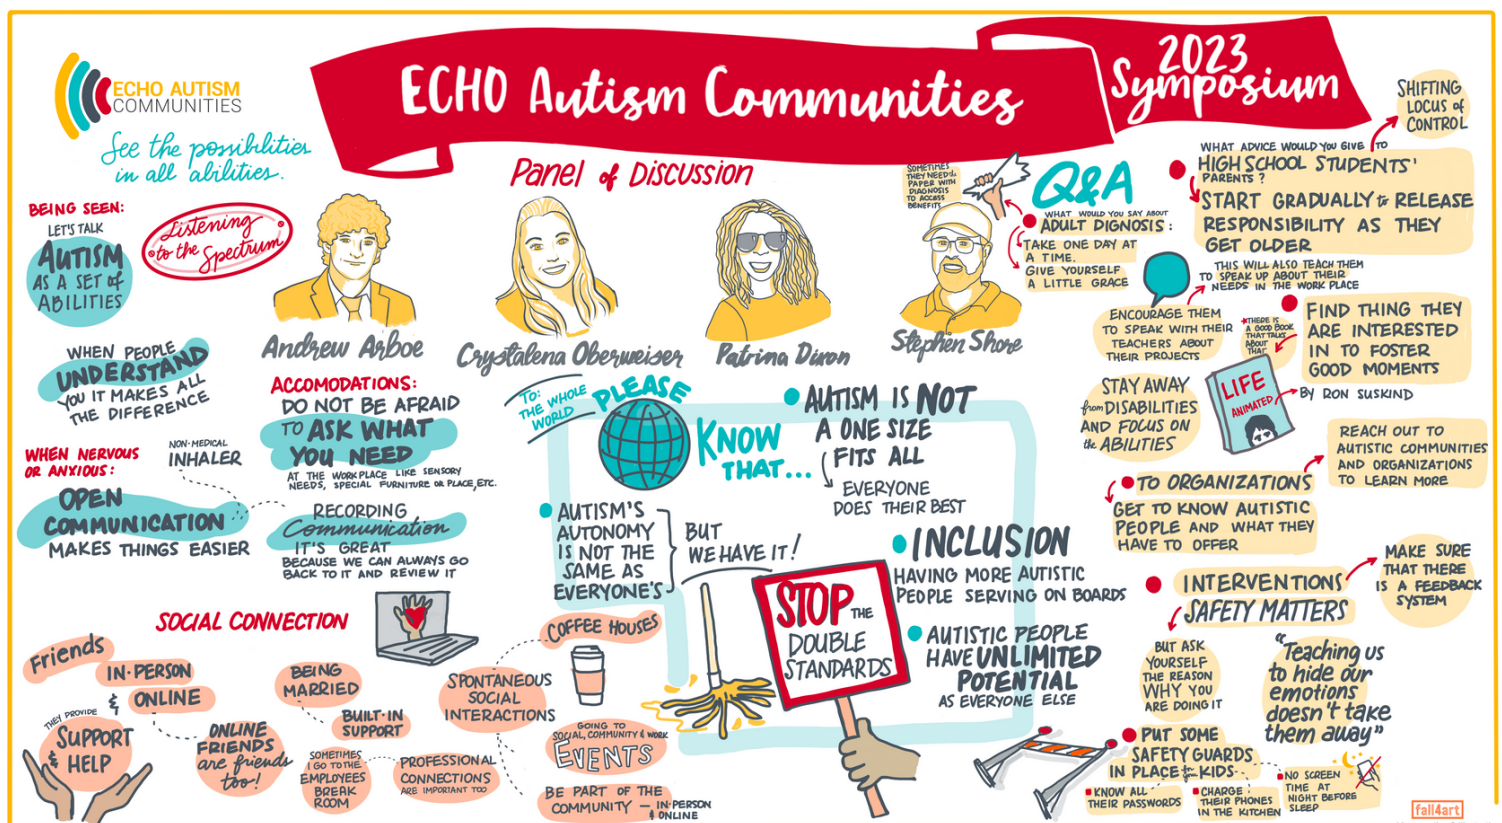 ECHO AUTISM
COMMUNITIES
See the possibilities
in all abilities.
ECHO Autism Communities
2023
Symposium
Panel of DISCUSSION
BEING SEEN:
LET'S TALK
AUTISM
AS A SET of
ABILITIES
Listening
to the Spectrum
WHEN PEOPLE
UNDERSTAND
YOU IT MAKES ALL
THE DIFFERENCE
WHEN NERVOUS
OR ANXIOUS:
NON-MEDICAL
INHALER
OPEN
COMMUNICATION
MAKES THINGS EASIER
Andrew Arboe
Crystalena Oberweiser
Patrina Dixon
Stephen Shore
ACCOMODATIONS:
DO NOT BE AFRAID
TO ASK WHAT
YOU NEED
AT THE WORKPLACE LIKE SENSORY
NEEDS, SPECIAL FURNITURE OR PLACE, ETC.
RECORDING
Communication
IT'S GREAT
BECAUSE WE CAN ALWAYS GO
BACK TO IT AND REVIEW IT
SOCIAL CONNECTION
Friends
IN-PERSON
&
ONLINE
THEY PROVIDE
SUPPORT
& HELP
ONLINE
FRIENDS
are friends
too!
BEING
MARRIED
BUILT-IN
SUPPORT
SOMETIMES
I GO TO THE
EMPLOYEES
BREAK
ROOM
PROFESSIONAL
CONNECTIONS
ARE IMPORTANT TOO
SPONTANEOUS
SOCIAL
INTERACTIONS
COFFEE HOUSES
GOING TO
SOCIAL, COMMUNITY & WORK
EVENTS
BE PART OF THE
COMMUNITY – IN-PERSON
& ONLINE
TO:
THE WHOLE
WORLD
PLEASE
KNOW
THAT...
AUTISM IS NOT
A ONE SIZE
FITS ALL
EVERYONE
DOES THEIR BEST
AUTISM'S
AUTONOMY
IS NOT THE
SAME AS
EVERYONE'S
BUT
WE HAVE IT!
STOP THE
DOUBLE
STANDARDS
INCLUSION
HAVING MORE AUTISTIC
PEOPLE SERVING ON BOARDS
AUTISTIC PEOPLE
HAVE UNLIMITED
POTENTIAL
AS EVERYONE ELSE
SOMETIMES
THEY NEED the
PAPER WITH
DIAGNOSIS
TO ACCESS
BENEFITS
Q&A
WHAT WOULD YOU SAY ABOUT
ADULT DIGNOSIS:
TAKE ONE DAY AT
A TIME.
GIVE YOURSELF
A LITTLE GRACE
SHIFTING
LOCUS of
CONTROL
WHAT ADVICE WOULD YOU GIVE TO
HIGH SCHOOL STUDENTS'
PARENTS?
START GRADUALLY to RELEASE
RESPONSIBILITY AS THEY
GET OLDER
THIS WILL ALSO TEACH THEM
TO SPEAK UP ABOUT THEIR
NEEDS IN THE WORK PLACE
ENCOURAGE THEM
TO SPEAK WITH THEIR
TEACHERS ABOUT
THEIR PROJECTS
FIND THING THEY
ARE INTERESTED
IN TO FOSTER
GOOD MOMENTS
THERE IS
A GOOD BOOK
THAT TALKS
ABOUT
THAT
LIFE
ANIMATED
BY RON SUSKIND
STAY AWAY
from DISABILITIES
AND FOCUS ON
the ABILITIES
TO ORGANIZATIONS
GET TO KNOW AUTISTIC
PEOPLE AND WHAT THEY
HAVE TO OFFER
REACH OUT TO
AUTISTIC COMMUNITIES
AND ORGANIZATIONS
TO LEARN MORE
INTERVENTIONS
SAFETY MATTERS
MAKE SURE
THAT THERE
IS A FEEDBACK
SYSTEM
BUT ASK
YOURSELF
THE REASON
WHY YOU
ARE DOING IT
"Teaching us
to hide our
emotions
doesn't take
them away"
PUT SOME
SAFETY GUARDS
IN PLACE for KIDS
KNOW ALL
THEIR PASSWORDS
CHARGE
THEIR PHONES
IN THE KITCHEN
NO SCREEN
TIME AT
NIGHT BEFORE
SLEEP
fall4art